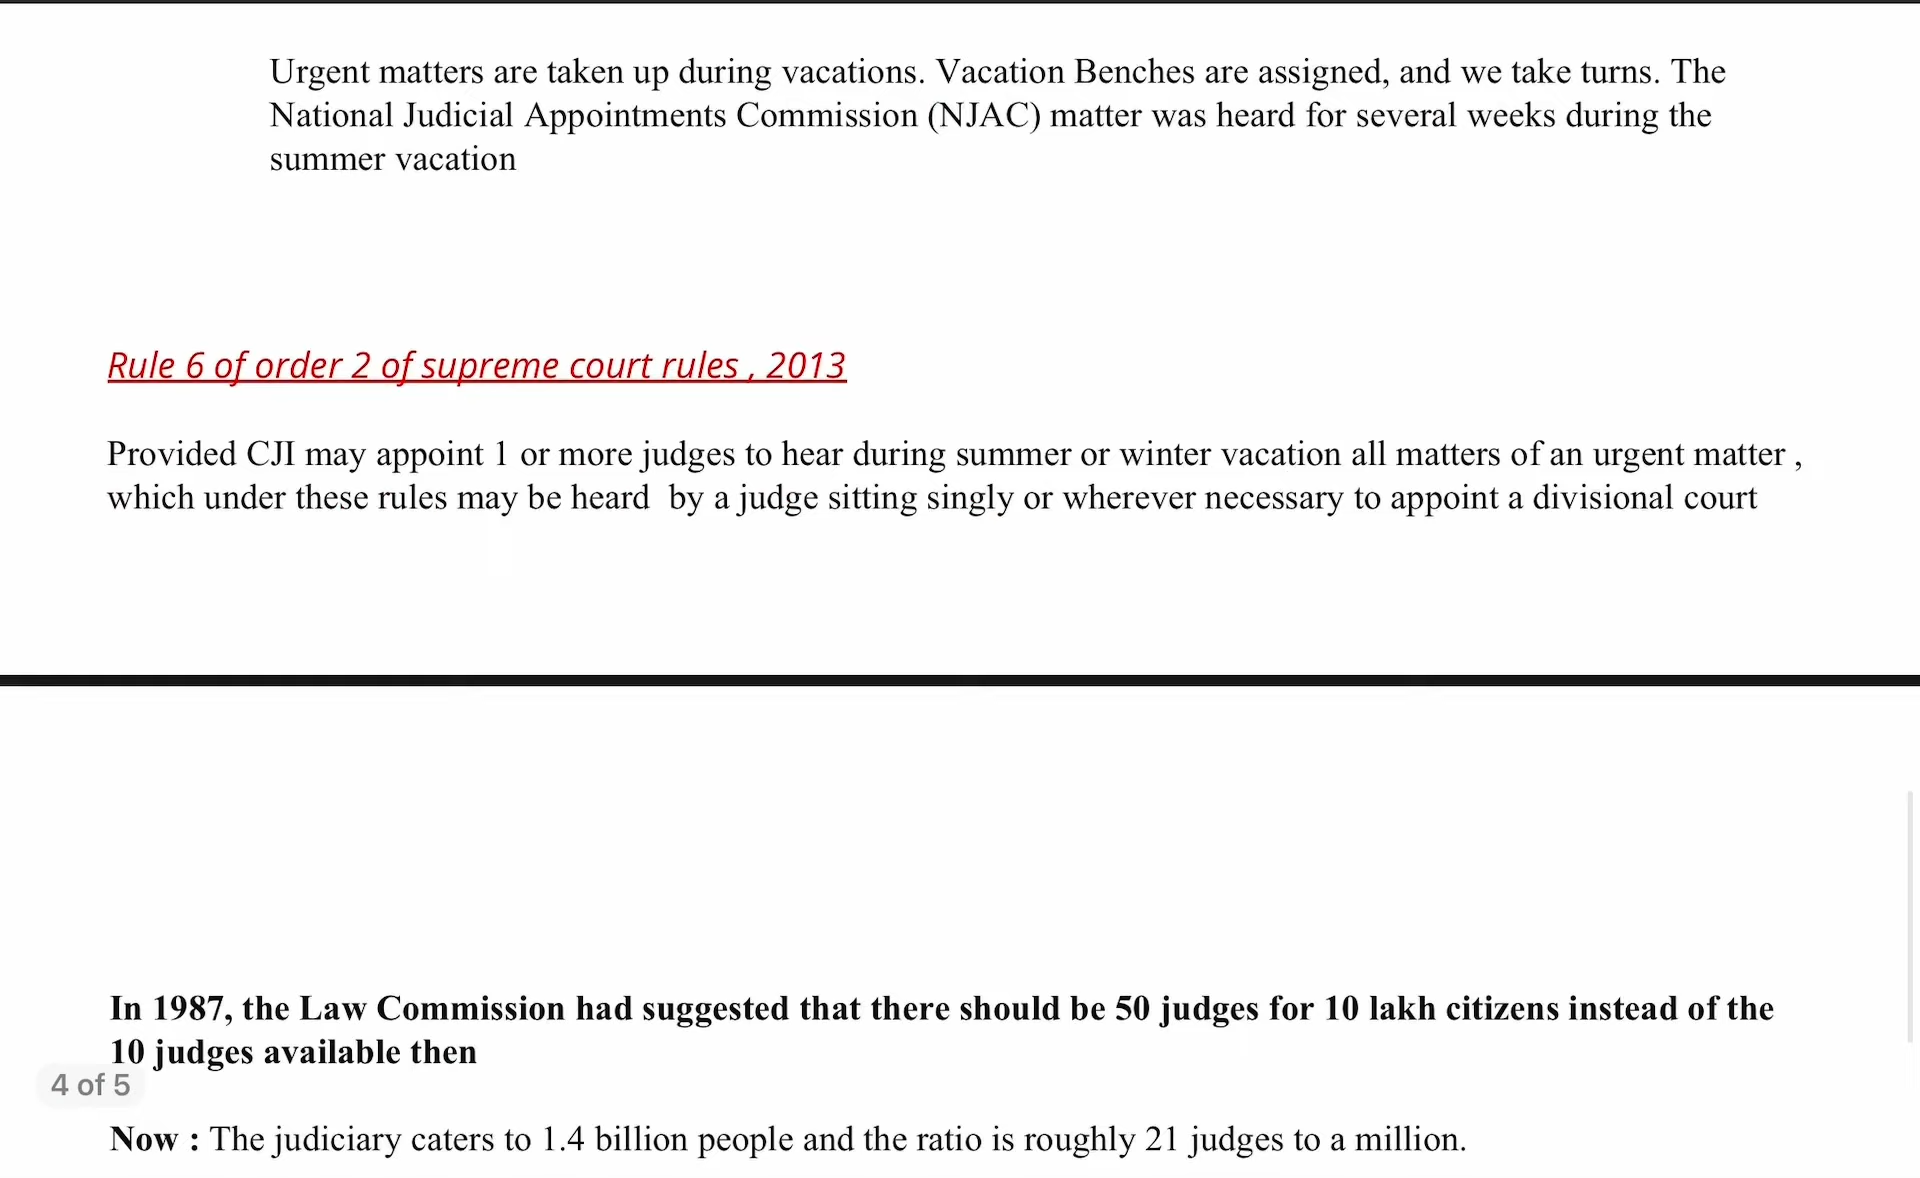 Urgent matters are taken up during vacations. Vacation Benches are assigned, and we take turns. The
National Judicial Appointments Commission (NJAC) matter was heard for several weeks during the
summer vacation
Rule 6 of order 2 of supreme court rules , 2013
Provided CJI may appoint 1 or more judges to hear during summer or winter vacation all matters of an urgent matter ,
which under these rules may be heard by a judge sitting singly or wherever necessary to appoint a divisional court
In 1987, the Law Commission had suggested that there should be 50 judges for 10 lakh citizens instead of the
10 judges available then
4 of 5
Now : The judiciary caters to 1.4 billion people and the ratio is roughly 21 judges to a million.